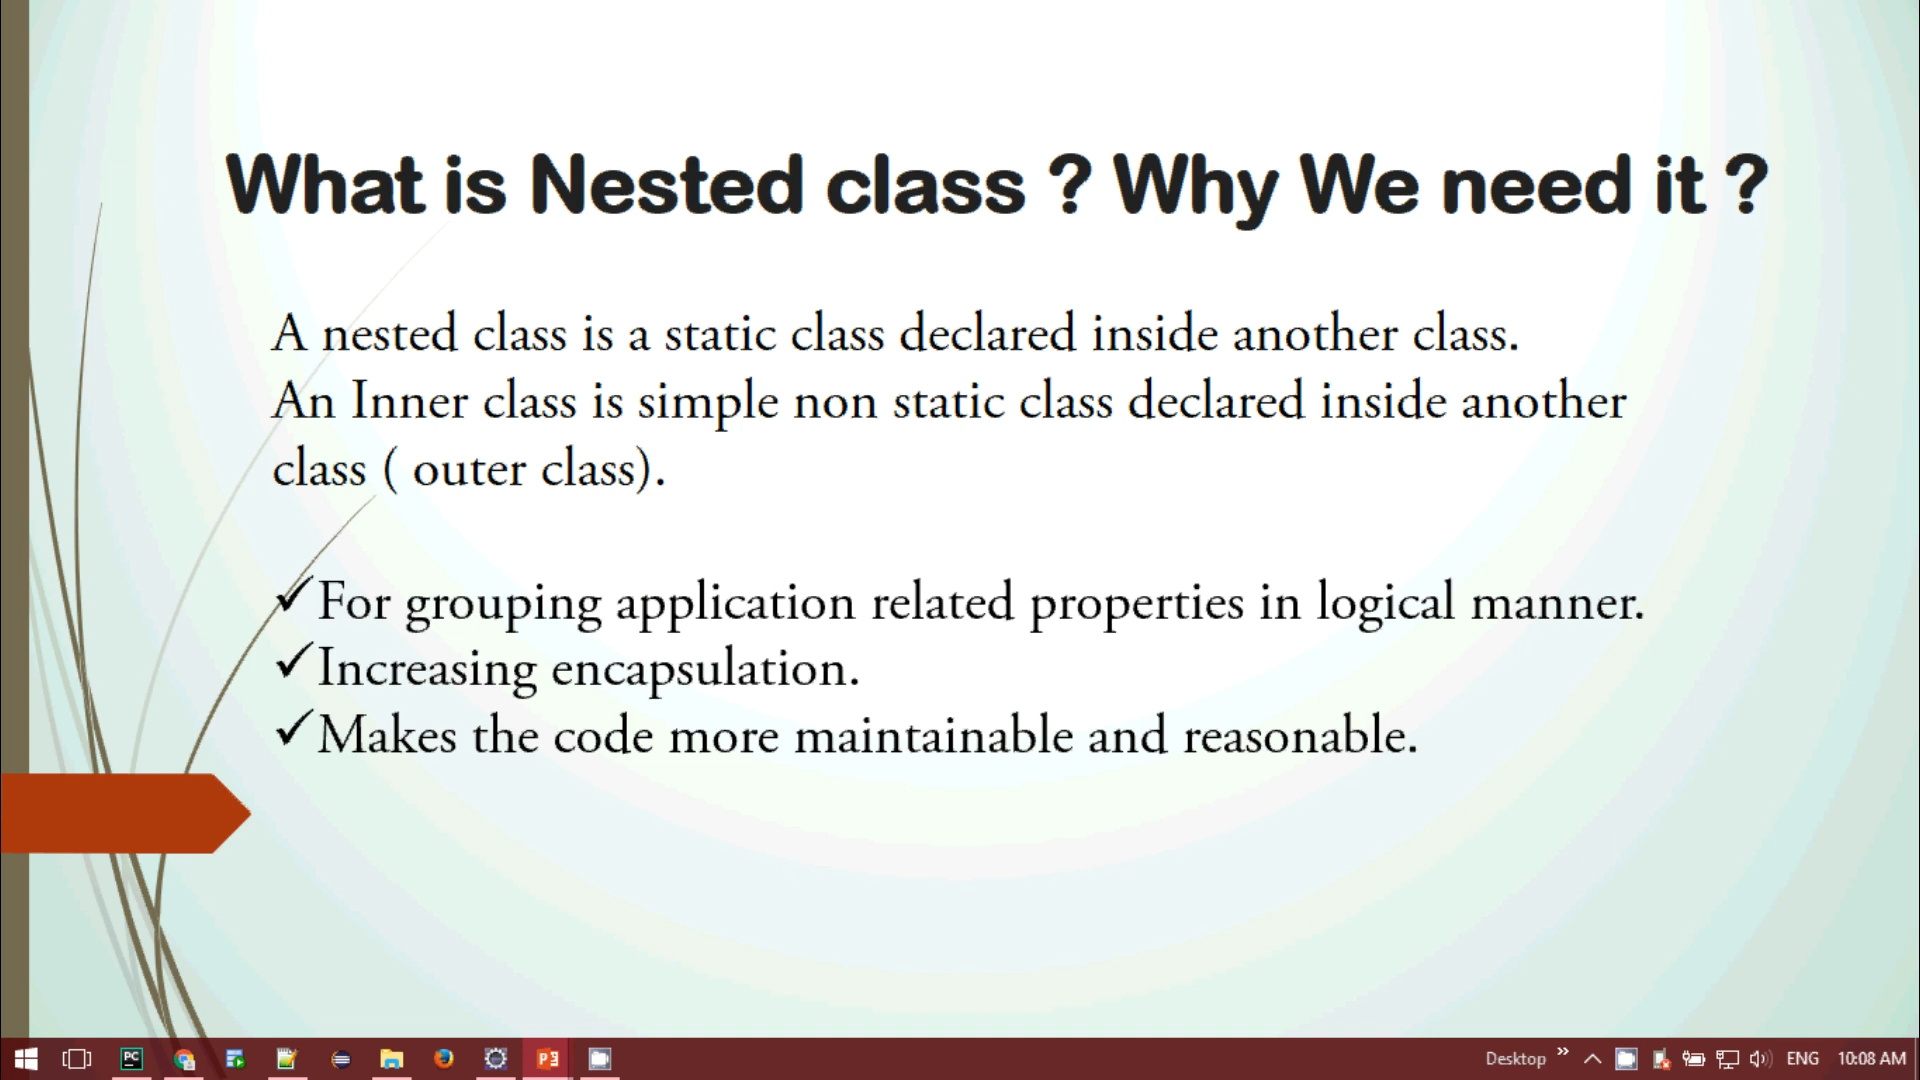 What is Nested class ? Why We need it ?
A nested class is a static class declared inside another class.
An Inner class is simple non static class declared inside another
class ( outer class).
✓For grouping application related properties in logical manner.
✓Increasing encapsulation.
✓Makes the code more maintainable and reasonable.
PC P3 Desktop » ENG 10:08 AM